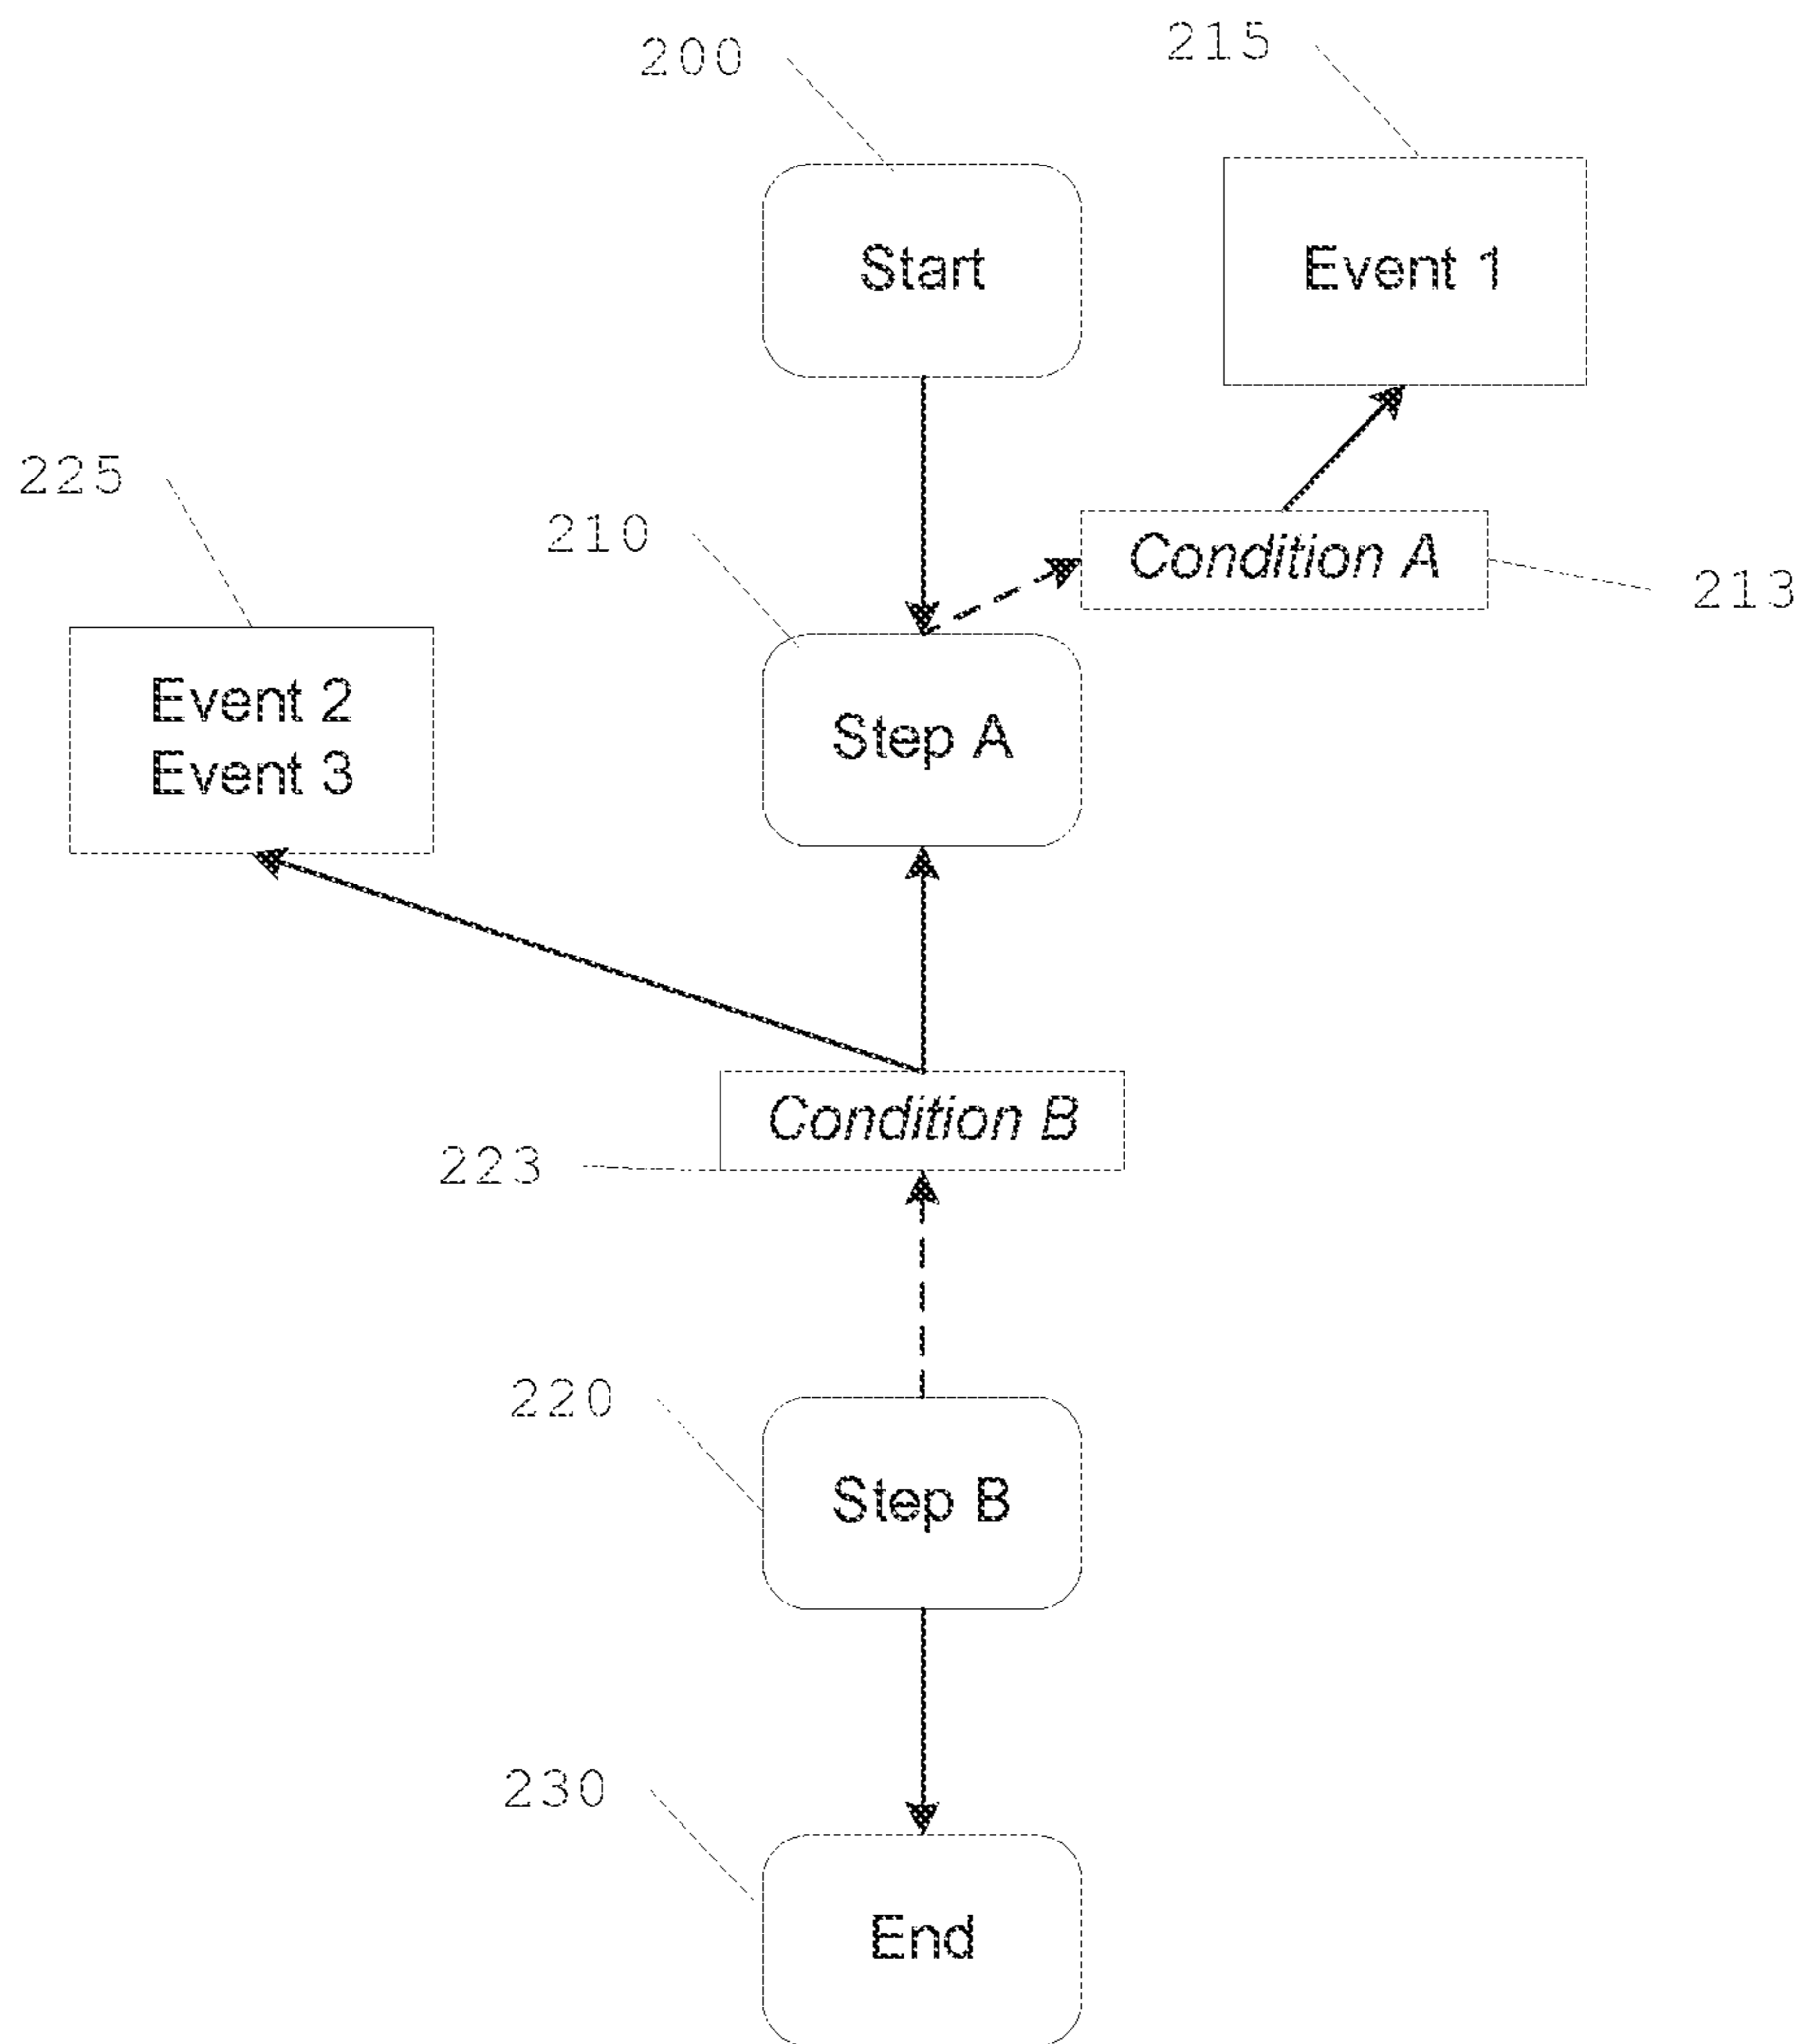 200
215
Start
Event 1
225
210
Condition A
213
Event 2
Event 3
Step A
Condition B
223
220
Step B
230
End